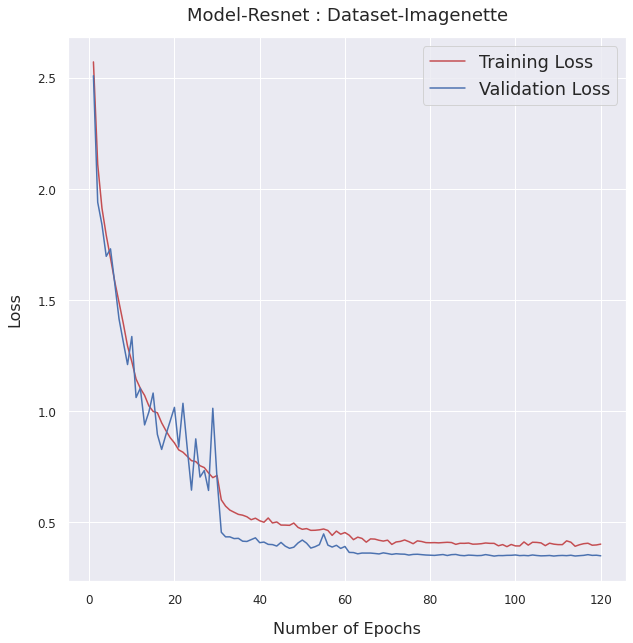 Model-Resnet : Dataset-Imagenette
Training Loss
Validation Loss
2.5
2.0
1.5
1.0
0.5
Loss
0 20 40 60 80 100 120
Number of Epochs